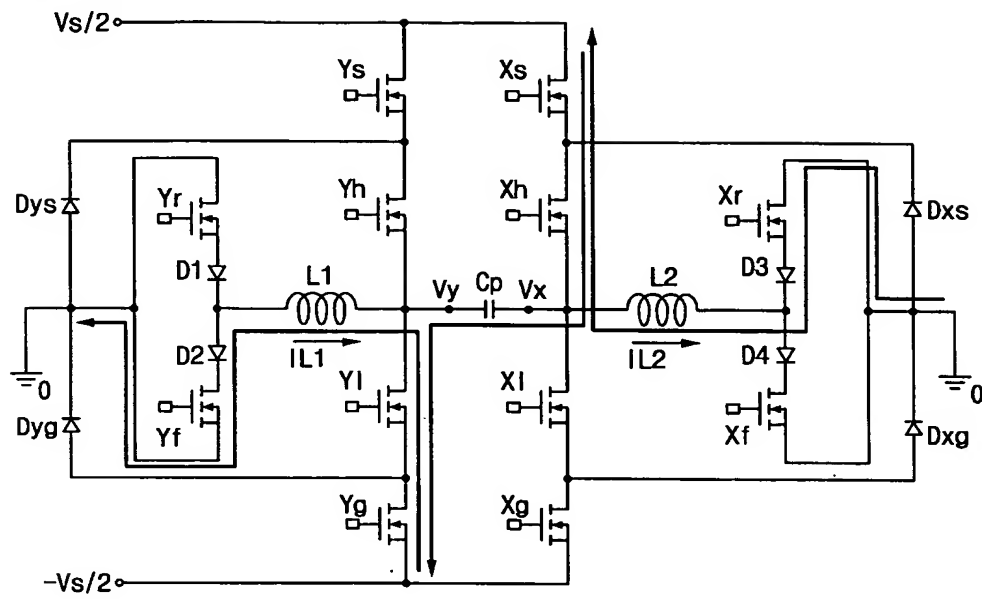 Vs/2
Ys
Xs
Dys
Yr
Yh
Xh
Xr
Dxs
D1
L1
Vy
Cp
Vx
L2
D3
0
D2
IL1
IL2
D4
0
Dyg
Yf
Yl
Xl
Xf
Dxg
Yg
Xg
-Vs/2